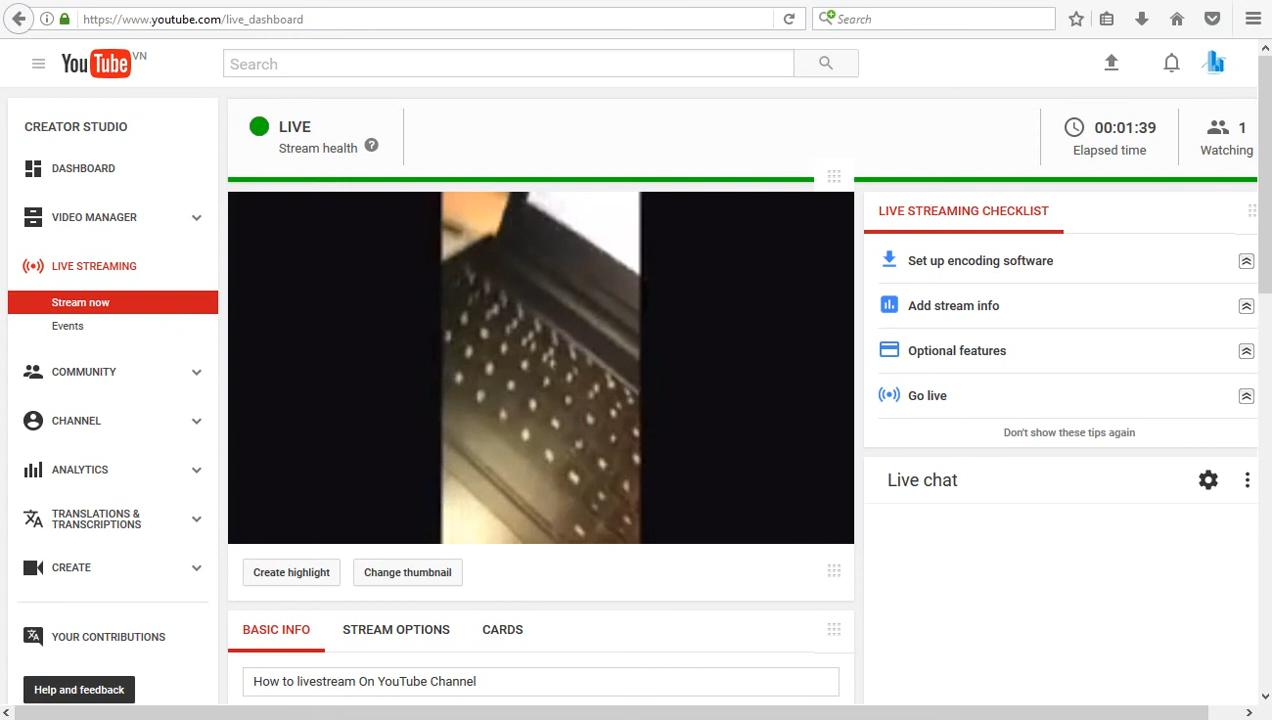 https://www.youtube.com/live_dashboard
Search
YouTube VN
Search
CREATOR STUDIO
DASHBOARD
VIDEO MANAGER
LIVE STREAMING
Stream now
Events
COMMUNITY
CHANNEL
ANALYTICS
TRANSLATIONS &
TRANSCRIPTIONS
CREATE
YOUR CONTRIBUTIONS
Help and feedback
LIVE
Stream health ?
00:01:39
Elapsed time
1
Watching
Create highlight
Change thumbnail
BASIC INFO
STREAM OPTIONS
CARDS
How to livestream On YouTube Channel
LIVE STREAMING CHECKLIST
Set up encoding software
Add stream info
Optional features
Go live
Don't show these tips again
Live chat